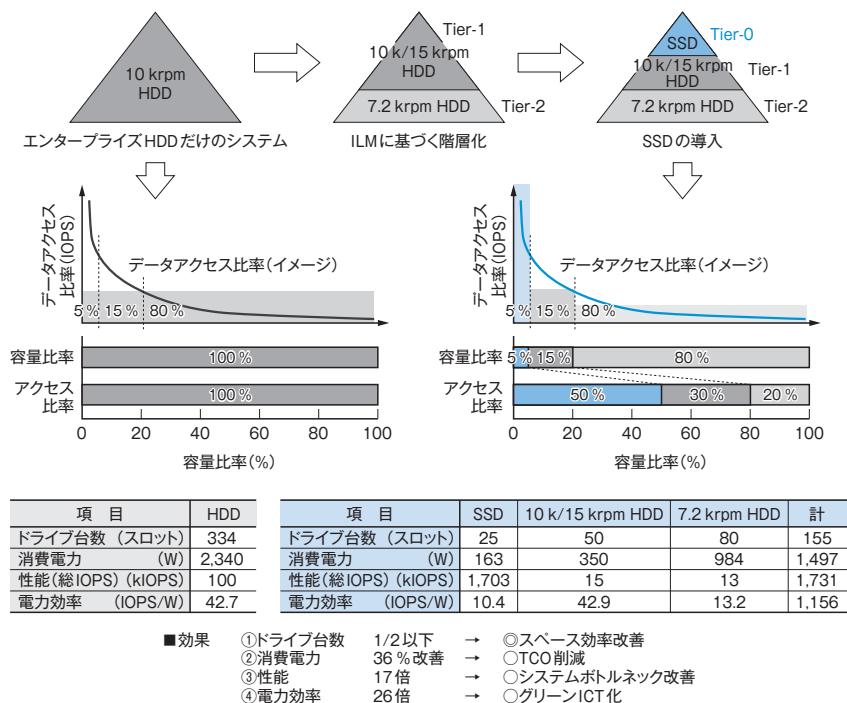 10 krpm
HDD
エンタープライズHDDだけのシステム
Tier-1
10 k/15 krpm
HDD
7.2 krpm HDD
Tier-2
ILMに基づく階層化
SSD
Tier-0
10 k/15 krpm
HDD
Tier-1
7.2 krpm HDD
Tier-2
SSDの導入
データアクセス
比率(IOPS)
データアクセス比率(イメージ)
5 % 15 % 80 %
容量比率
100 %
アクセス
比率
100 %
0 20 40 60 80 100
容量比率(%)
データアクセス
比率(IOPS)
データアクセス比率(イメージ)
5 % 15 % 80 %
容量比率
5 % 15 % 80 %
アクセス
比率
50 % 30 % 20 %
0 20 40 60 80 100
容量比率(%)
項 目 HDD
ドライブ台数 (スロット) 334
消費電力 (W) 2,340
性能(総IOPS)(kIOPS) 100
電力効率 (IOPS/W) 42.7
項 目 SSD 10 k/15 krpm HDD 7.2 krpm HDD 計
ドライブ台数 (スロット) 25 50 80 155
消費電力 (W) 163 350 984 1,497
性能(総IOPS)(kIOPS) 1,703 15 13 1,731
電力効率 (IOPS/W) 10.4 42.9 13.2 1,156
■効果 ①ドライブ台数 1/2以下 → ◎スペース効率改善
②消費電力 36 %改善 → ○TCO削減
③性能 17倍 → ○システムボトルネック改善
④電力効率 26倍 → ○グリーンICT化